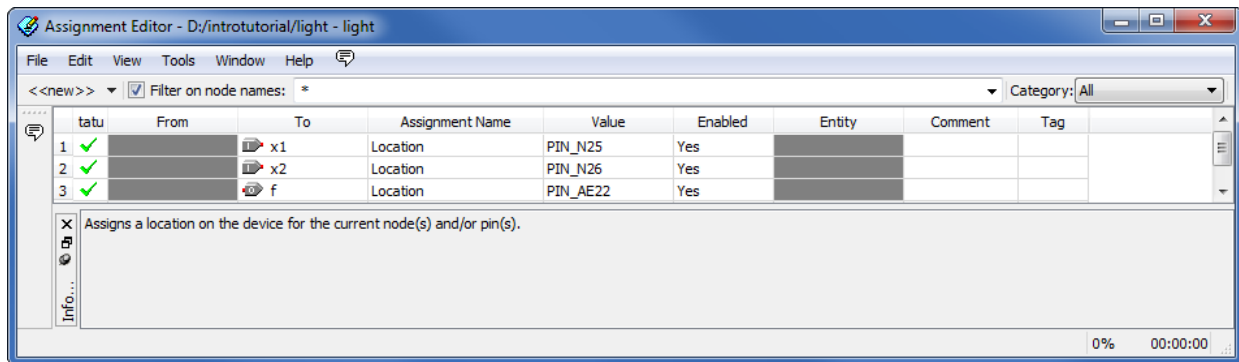 Assignment Editor - D:/introtutorial/light - light
File Edit View Tools Window Help
<<new>> Filter on node names: * Category: All
tatu From To Assignment Name Value Enabled Entity Comment Tag
1 x1 Location PIN_N25 Yes
2 x2 Location PIN_N26 Yes
3 f Location PIN_AE22 Yes
Assigns a location on the device for the current node(s) and/or pin(s).
Info...
0% 00:00:00